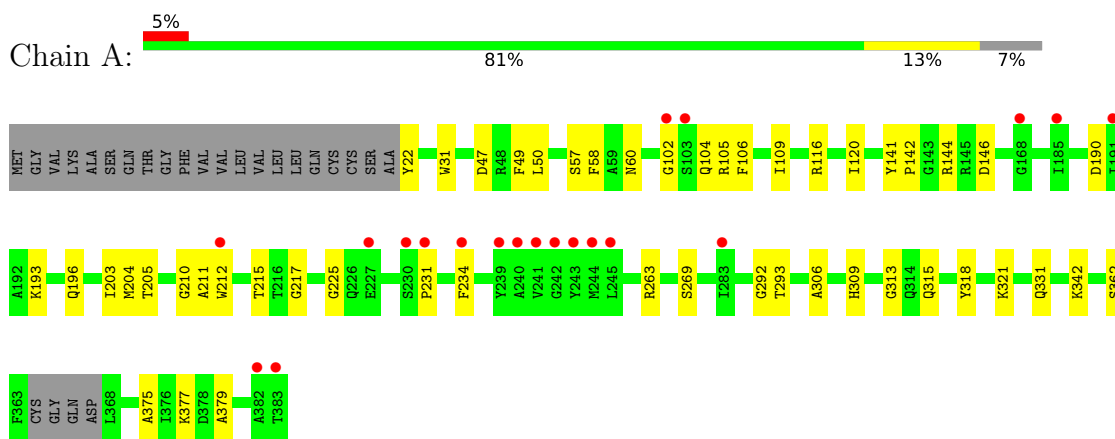 5%
Chain A:
81% 13% 7%
MET GLY VAL LYS ALA SER GLN THR GLY PHE VAL VAL LEU VAL LEU LEU GLN CYS CYS SER ALA Y22 W31 D47 R48 F49 L50 S57 F58 A59 N60 G102 S103 Q104 R105 F106 I109 R116 I120 Y141 P142 G143 R144 R145 D146 G168 I185 D190 I191
A192 K193 Q196 I203 M204 T205 G210 A211 W212 T215 T216 G217 G225 Q226 E227 S230 P231 F234 Y239 A240 V241 G242 Y243 M244 L245 R263 S269 I283 G292 T293 A306 H309 G313 Q314 Q315 Y318 K321 Q331 K342 S362
F363 CYS GLY GLN ASP L368 A375 I376 K377 D378 A379 A382 T383